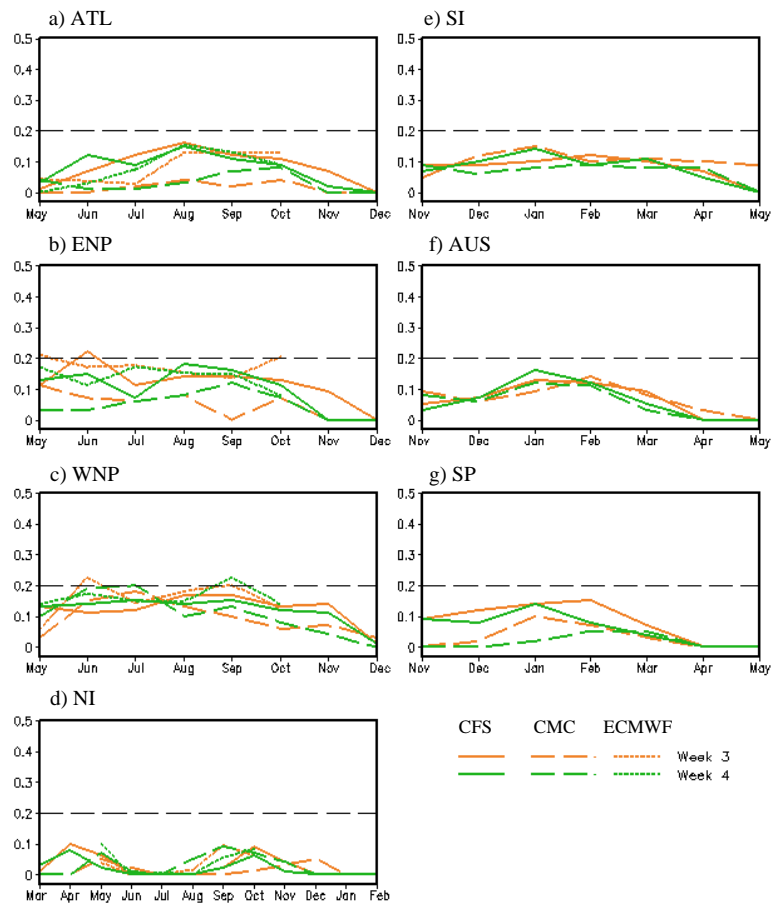 a) ATL
0.5
0.4
0.3
0.2
0.1
0
May Jun Jul Aug Sep Oct Nov Dec
b) ENP
0.5
0.4
0.3
0.2
0.1
0
May Jun Jul Aug Sep Oct Nov Dec
c) WNP
0.5
0.4
0.3
0.2
0.1
0
May Jun Jul Aug Sep Oct Nov Dec
d) NI
0.5
0.4
0.3
0.2
0.1
0
Mar Apr May Jun Jul Aug Sep Oct Nov Dec Jan Feb
e) SI
0.5
0.4
0.3
0.2
0.1
0
Nov Dec Jan Feb Mar Apr May
f) AUS
0.5
0.4
0.3
0.2
0.1
0
Nov Dec Jan Feb Mar Apr May
g) SP
0.5
0.4
0.3
0.2
0.1
0
Nov Dec Jan Feb Mar Apr May
CFS CMC ECMWF
Week 3
Week 4